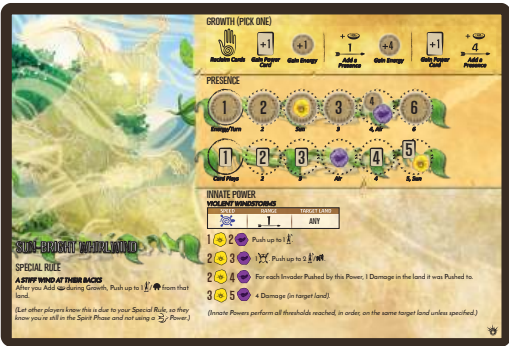 GROWTH (PICK ONE)
+1
+1
+
1
+4
+1
+
4
Reclaim Cards
Gain Power Card
Gain Energy
Add a Presence
Gain Energy
Gain Power Card
Add a Presence
PRESENCE
1 2 3 4 6
Energy/Turn 2 Sun 3 4, Air 6
1 2 3 4 5
Card Plays 2 3 Air 4 5, Sun
INNATE POWER
VIOLENT WINDSTORMS
SPEED RANGE TARGET LAND
1 ANY
1 2 Push up to 1 .
2 3 1 . Push up to 2 / .
2 4 For each Invader Pushed by this Power, 1 Damage in the land it was Pushed to.
3 5 4 Damage (in target land).
(Innate Powers perform all thresholds reached, in order, on the same target land unless specified.)
SUN-BRIGHT WHIRLWIND
SPECIAL RULE
A STIFF WIND AT THEIR BACKS
After you Add during Growth, Push up to 1 / from that
land.
(Let other players know this is due to your Special Rule, so they
know you're still in the Spirit Phase and not using a Power.)